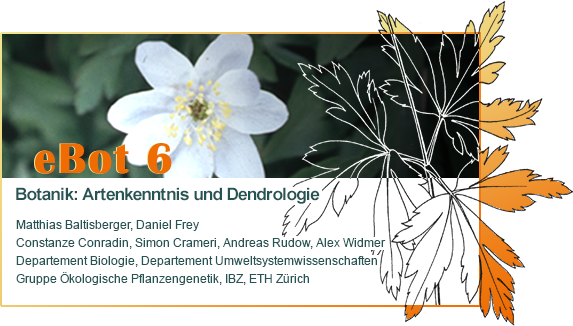 eBot 6
Botanik: Artenkenntnis und Dendrologie
Matthias Baltisberger, Daniel Frey
Constanze Conradin, Simon Crameri, Andreas Rudow, Alex Widmer
Departement Biologie, Departement Umweltsystemwissenschaften
Gruppe Ökologische Pflanzengenetik, IBZ, ETH Zürich